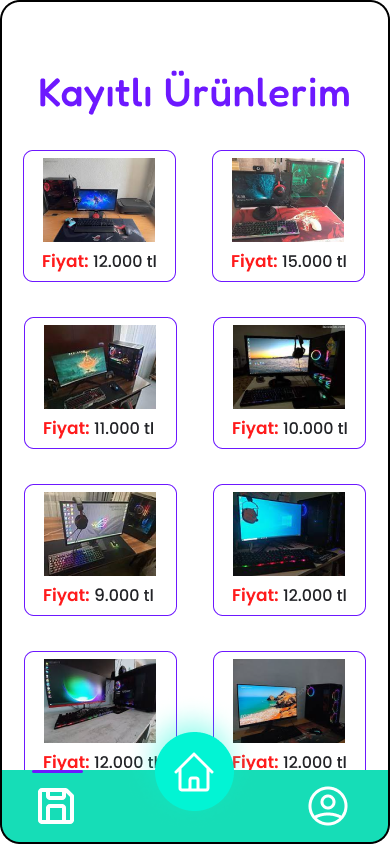 Kayıtlı Ürünlerim
Fiyat: 12.000 tl
Fiyat: 15.000 tl
Fiyat: 11.000 tl
Fiyat: 10.000 tl
Fiyat: 9.000 tl
Fiyat: 12.000 tl
Fiyat: 12.000 tl
Fiyat: 12.000 tl